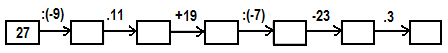 :(-9) .11 +19 :(-7) -23 .3
27